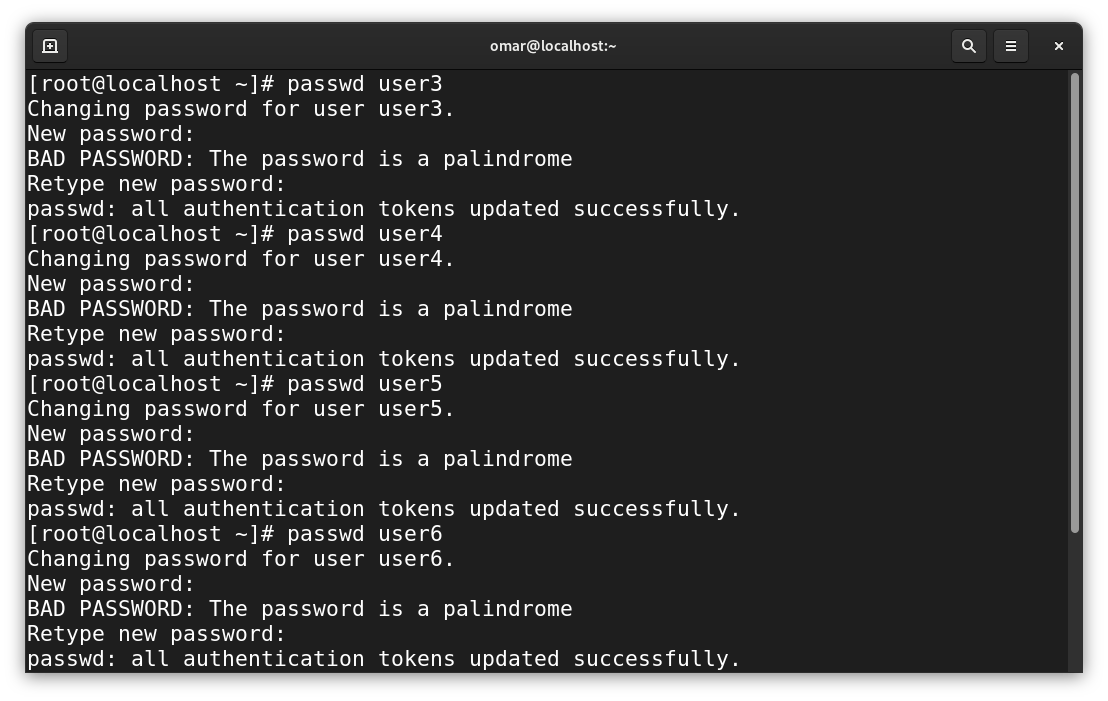 omar@localhost:~
[root@localhost ~]# passwd user3
Changing password for user user3.
New password:
BAD PASSWORD: The password is a palindrome
Retype new password:
passwd: all authentication tokens updated successfully.
[root@localhost ~]# passwd user4
Changing password for user user4.
New password:
BAD PASSWORD: The password is a palindrome
Retype new password:
passwd: all authentication tokens updated successfully.
[root@localhost ~]# passwd user5
Changing password for user user5.
New password:
BAD PASSWORD: The password is a palindrome
Retype new password:
passwd: all authentication tokens updated successfully.
[root@localhost ~]# passwd user6
Changing password for user user6.
New password:
BAD PASSWORD: The password is a palindrome
Retype new password:
passwd: all authentication tokens updated successfully.